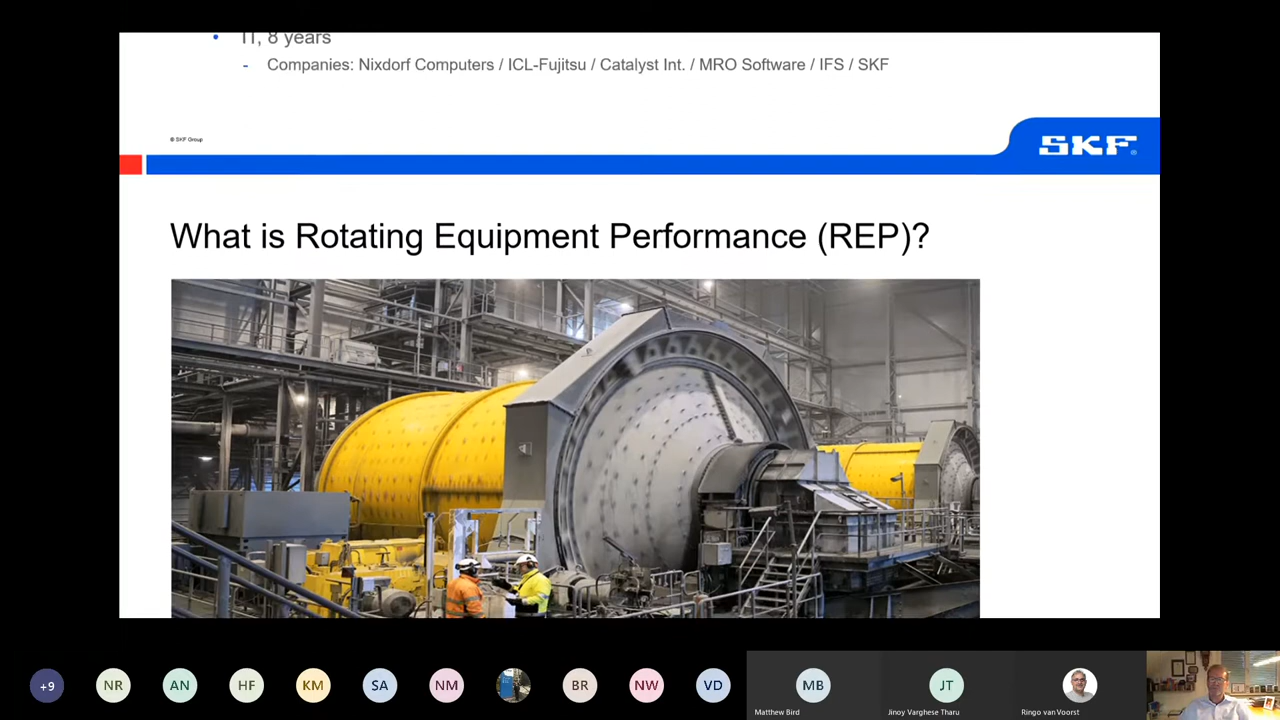 • IT, 8 years
- Companies: Nixdorf Computers / ICL-Fujitsu / Catalyst Int. / MRO Software / IFS / SKF
© SKF Group
SKF®
What is Rotating Equipment Performance (REP)?
+9
NR
AN
HF
KM
SA
NM
BR
NW
VD
MB
JT
Matthew Bird
Jinoy Varghese Tharu
Ringo van Voorst